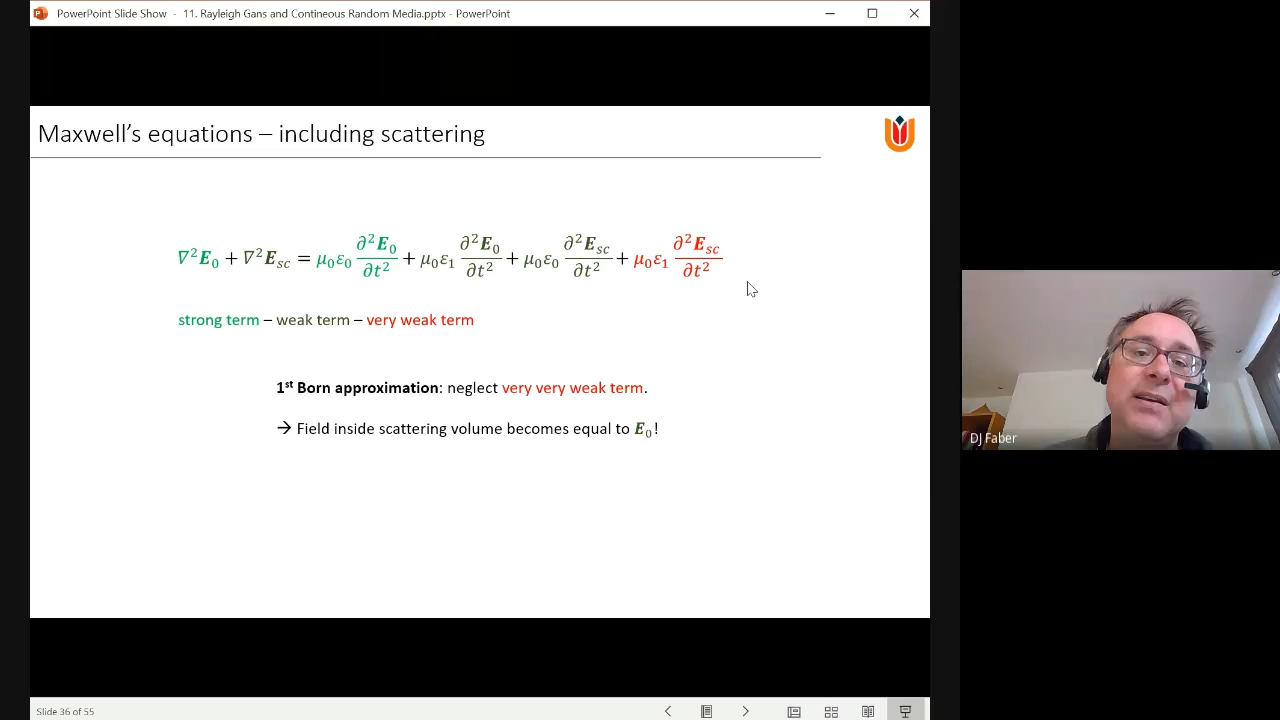 PowerPoint Slide Show - 11. Rayleigh Gans and Contineous Random Media.pptx - PowerPoint
Maxwell's equations – including scattering
∇²E₀ + ∇²E_sc = μ₀ε₀ ∂²E₀/∂t² + μ₀ε₁ ∂²E₀/∂t² + μ₀ε₀ ∂²E_sc/∂t² + μ₀ε₁ ∂²E_sc/∂t²
strong term – weak term – very weak term
1st Born approximation: neglect very very weak term.
→ Field inside scattering volume becomes equal to E₀!
DJ Faber
Slide 36 of 55